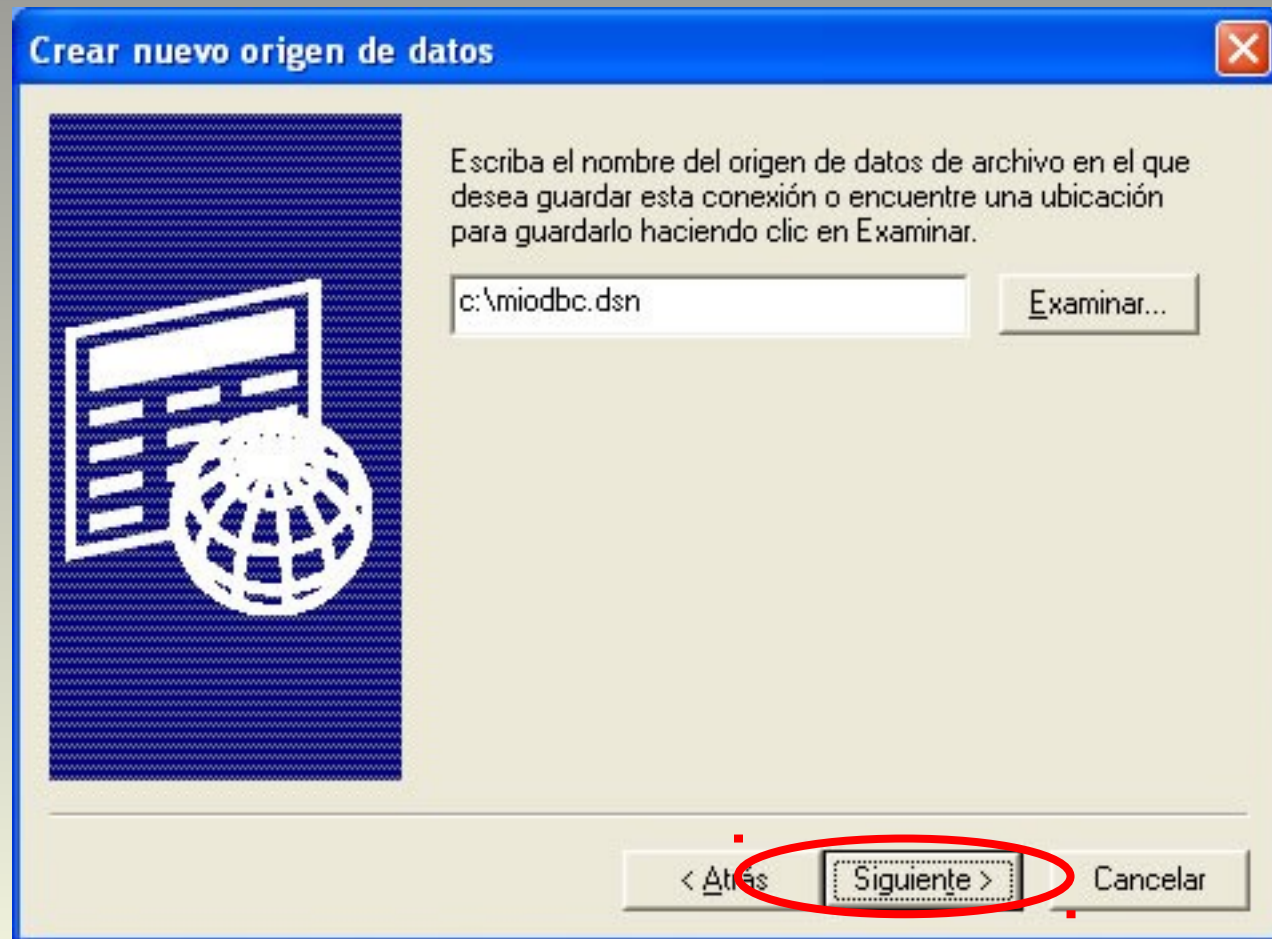 Crear nuevo origen de datos
Escriba el nombre del origen de datos de archivo en el que
desea guardar esta conexión o encuentre una ubicación
para guardarlo haciendo clic en Examinar.
c:\miodbc.dsn
Examinar...
< Atrás
Siguiente >
Cancelar